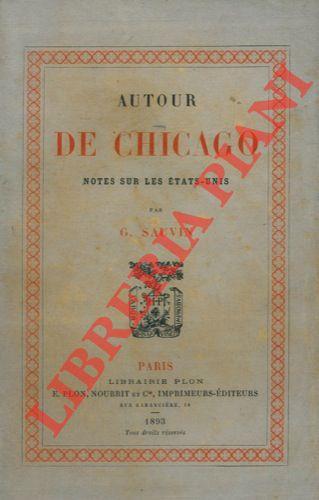 AUTOUR
DE CHICAGO
NOTES SUR LES ÉTATS-UNIS
PAR
G. SAUVIN
PARIS
LIBRAIRIE PLON
E. PLON, NOURRIT ET Cie, IMPRIMEURS-ÉDITEURS
RUE GARANCIÈRE, 10
1893
Tous droits réservés
LIBRERIA PIANI